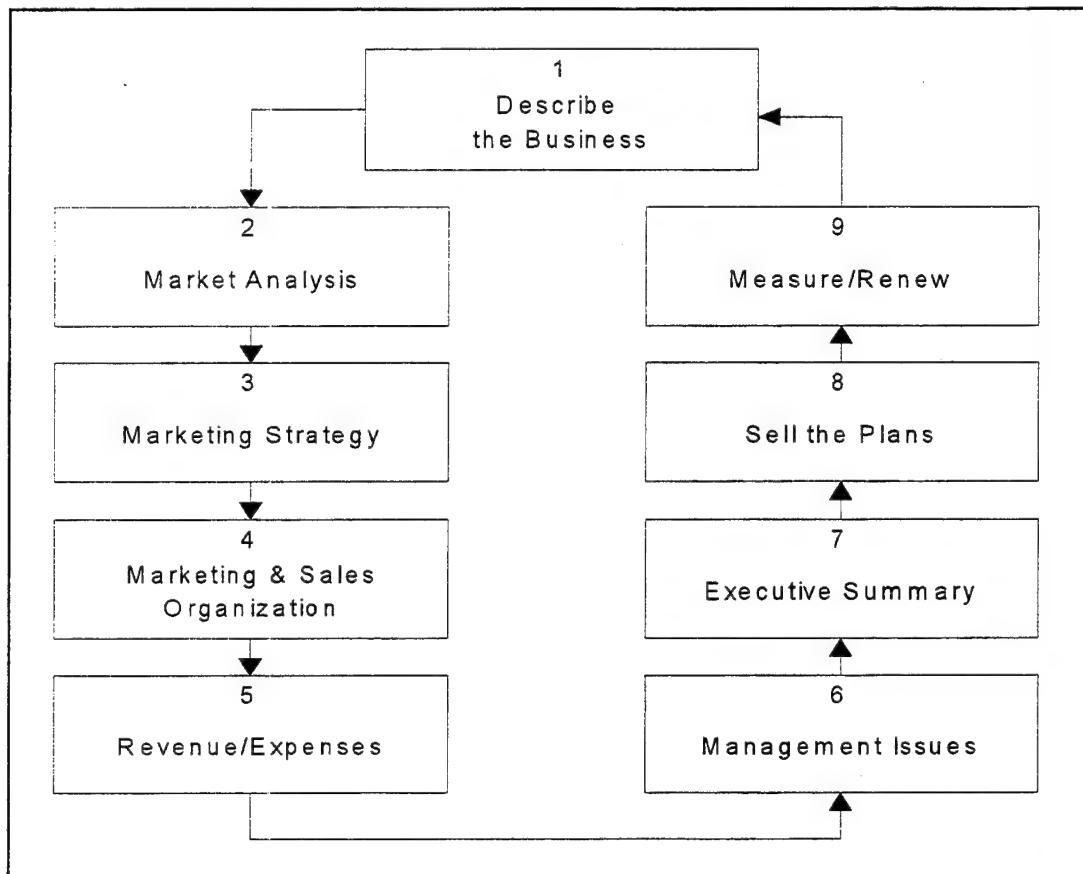 1
Describe
the Business
2
Market Analysis
3
Marketing Strategy
4
Marketing & Sales
Organization
5
Revenue/Expenses
6
Management Issues
7
Executive Summary
8
Sell the Plans
9
Measure/Renew